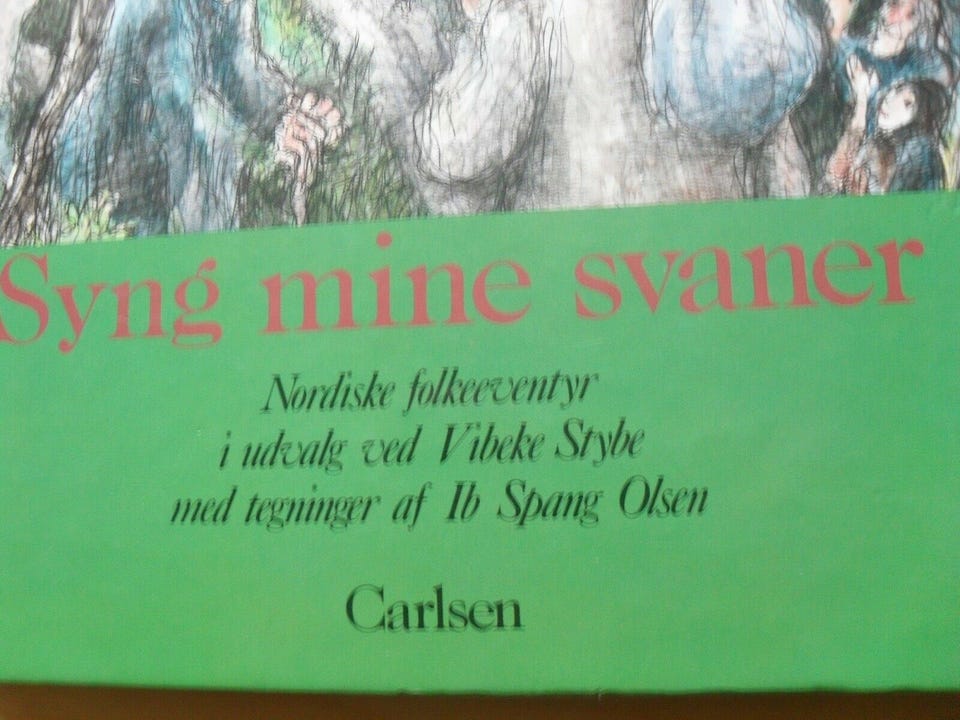 Syng mine svaner
Nordiske folkeeventyr
i udvalg ved Vibeke Stybe
med tegninger af Ib Spang Olsen
Carlsen